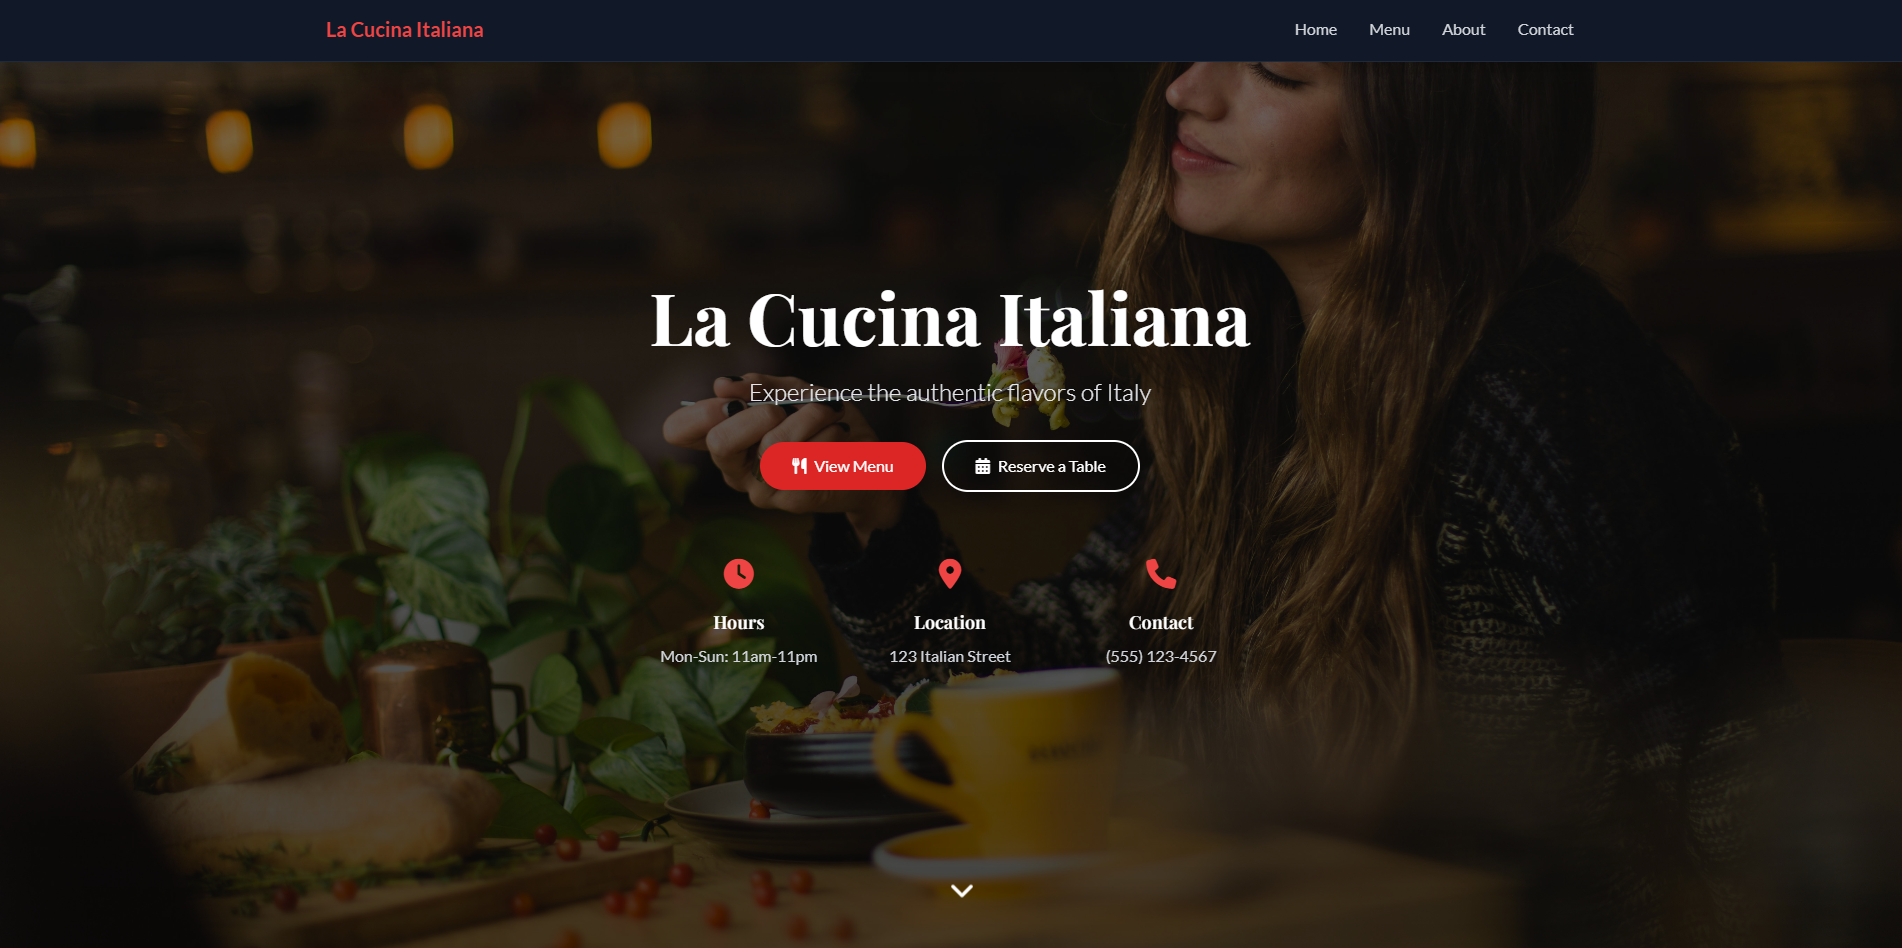 La Cucina Italiana
Home Menu About Contact
La Cucina Italiana
Experience the authentic flavors of Italy
View Menu
Reserve a Table
Hours
Mon-Sun: 11am-11pm
Location
123 Italian Street
Contact
(555) 123-4567